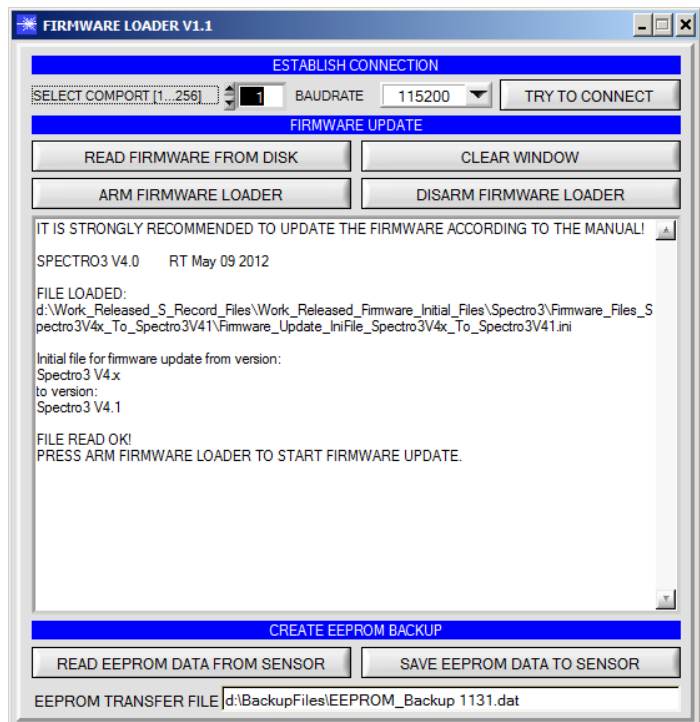 FIRMWARE LOADER V1.1
ESTABLISH CONNECTION
SELECT COMPORT [1...256] 1 BAUDRATE 115200 TRY TO CONNECT
FIRMWARE UPDATE
READ FIRMWARE FROM DISK CLEAR WINDOW
ARM FIRMWARE LOADER DISARM FIRMWARE LOADER
IT IS STRONGLY RECOMMENDED TO UPDATE THE FIRMWARE ACCORDING TO THE MANUAL!
SPECTRO3 V4.0 RT May 09 2012
FILE LOADED:
d:\Work_Released_S_Record_Files\Work_Released_Firmware_Initial_Files\Spectro3\Firmware_Files_S
pectro3V4x_To_Spectro3V41\Firmware_Update_IniFile_Spectro3V4x_To_Spectro3V41.ini
Initial file for firmware update from version:
Spectro3 V4.x
to version:
Spectro3 V4.1
FILE READ OK!
PRESS ARM FIRMWARE LOADER TO START FIRMWARE UPDATE.
CREATE EEPROM BACKUP
READ EEPROM DATA FROM SENSOR SAVE EEPROM DATA TO SENSOR
EEPROM TRANSFER FILE d:\BackupFiles\EEPROM_Backup 1131.dat